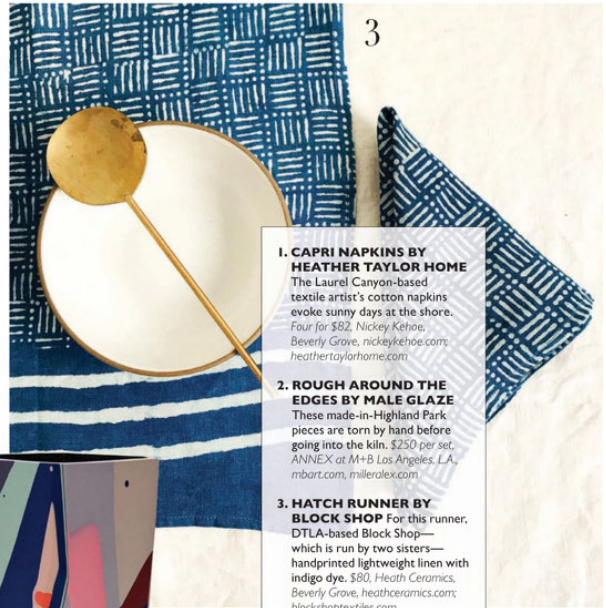 3
1. CAPRI NAPKINS BY
HEATHER TAYLOR HOME
The Laurel Canyon-based
textile artist's cotton napkins
evoke sunny days at the shore.
Four for $82, Nickey Kehoe,
Beverly Grove, nickeykehoe.com;
heathertaylorhome.com
2. ROUGH AROUND THE
EDGES BY MALE GLAZE
These made-in-Highland Park
pieces are torn by hand before
going into the kiln. $250 per set,
ANNEX at M+B Los Angeles, L.A.,
mbart.com, milleralex.com
3. HATCH RUNNER BY
BLOCK SHOP For this runner,
DTLA-based Block Shop—
which is run by two sisters—
handprinted lightweight linen with
indigo dye. $80, Heath Ceramics,
Beverly Grove, heathceramics.com;
blockshoptextiles.com